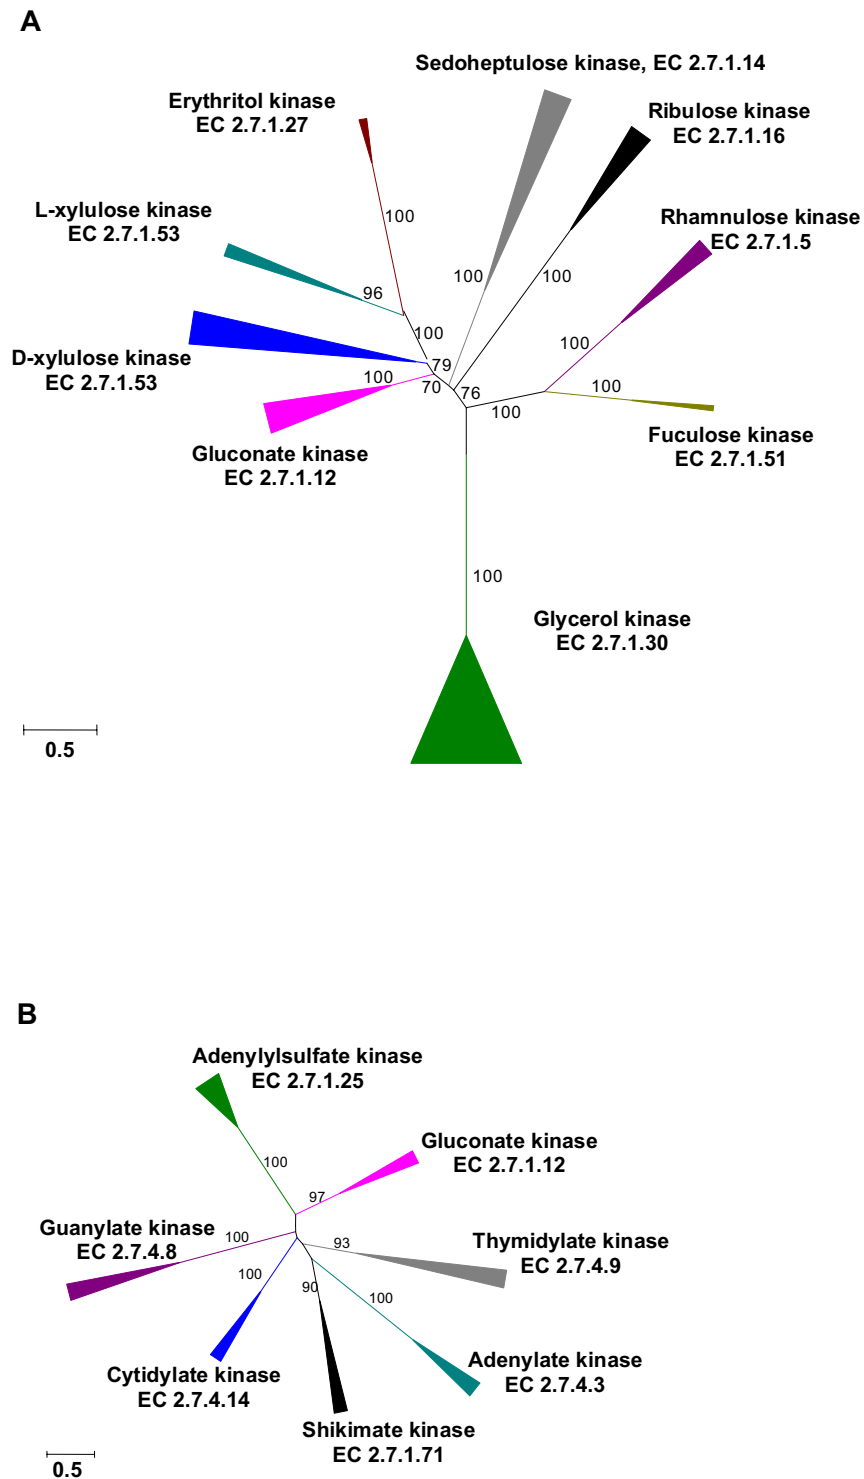 A
Sedoheptulose kinase, EC 2.7.1.14
Erythritol kinase
EC 2.7.1.27
Ribulose kinase
EC 2.7.1.16
L-xylulose kinase
EC 2.7.1.53
Rhamnulose kinase
EC 2.7.1.5
100
100
100
96
100
100
D-xylulose kinase
EC 2.7.1.53
79
100
70
76
100
100
Fuculose kinase
EC 2.7.1.51
Gluconate kinase
EC 2.7.1.12
100
Glycerol kinase
EC 2.7.1.30
0.5
B
Adenylylsulfate kinase
EC 2.7.1.25
Gluconate kinase
EC 2.7.1.12
100
97
Guanylate kinase
EC 2.7.4.8
100
93
Thymidylate kinase
EC 2.7.4.9
100
90
100
Cytidylate kinase
EC 2.7.4.14
Adenylate kinase
EC 2.7.4.3
Shikimate kinase
EC 2.7.1.71
0.5